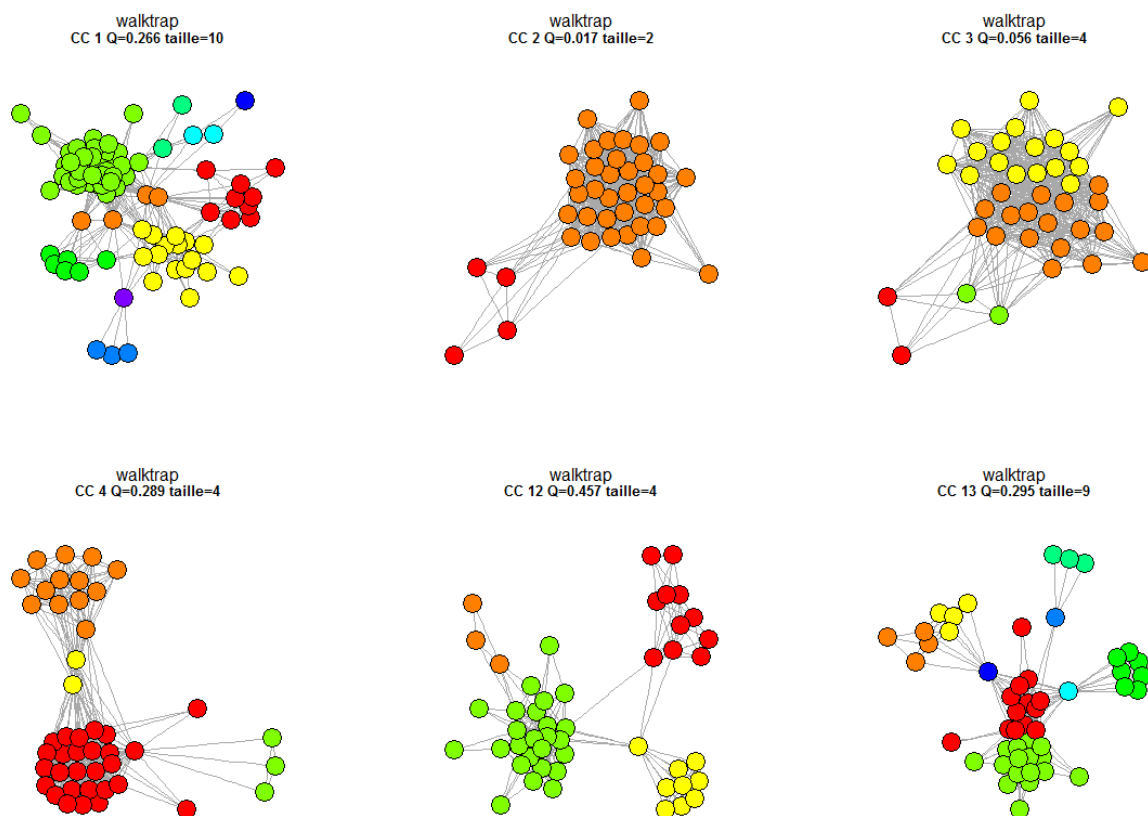 walktrap
CC 1 Q=0.266 taille=10
walktrap
CC 2 Q=0.017 taille=2
walktrap
CC 3 Q=0.056 taille=4
walktrap
CC 4 Q=0.289 taille=4
walktrap
CC 12 Q=0.457 taille=4
walktrap
CC 13 Q=0.295 taille=9